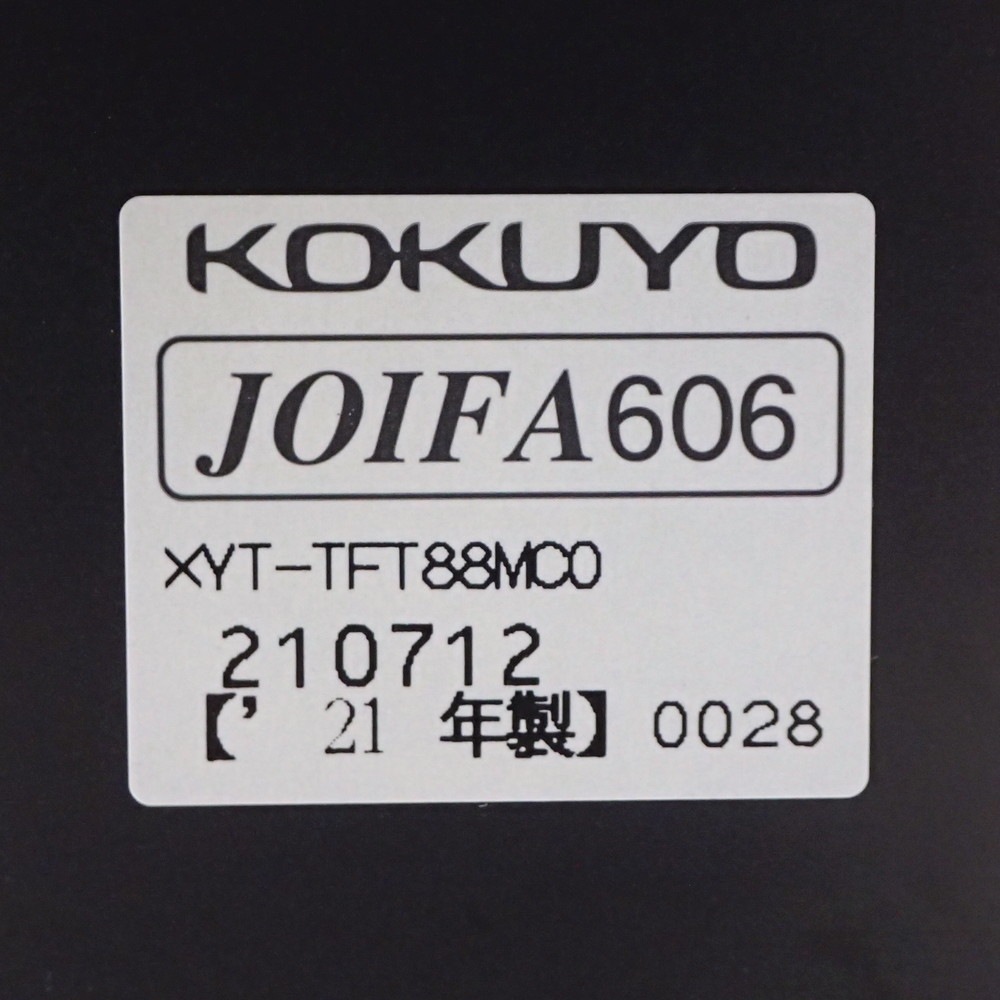 KOKUYO
JOIFA606
XYT-TFT88MC0
210712
【' 21 年製】 0028